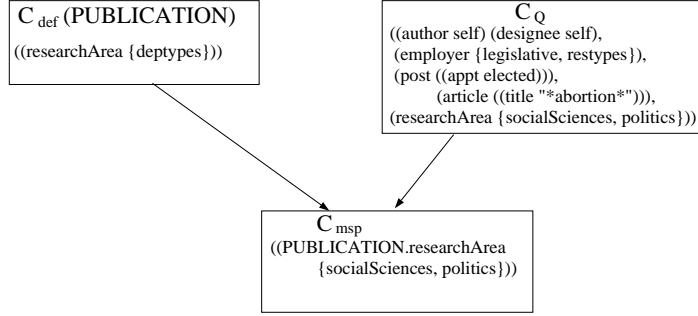 C def (PUBLICATION)
((researchArea {deptypes}))
C Q
((author self) (designee self),
(employer {legislative, restypes}),
(post ((appt elected))),
(article ((title "*abortion*"))),
(researchArea {socialSciences, politics}))
C msp
((PUBLICATION.researchArea
{socialSciences, politics}))